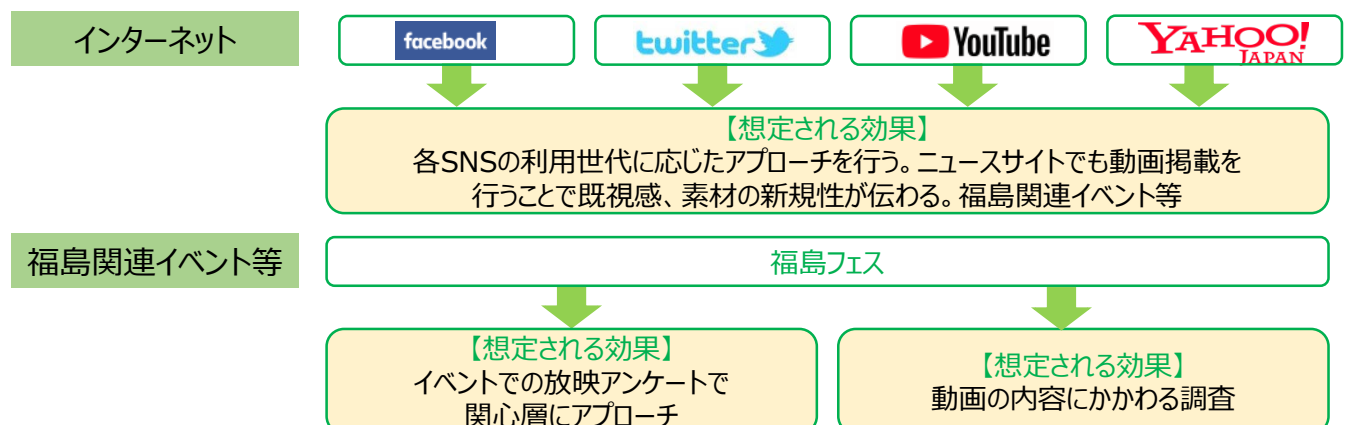 インターネット
facebook
twitter
YouTube
YAHOO!
JAPAN
【想定される効果】
各SNSの利用世代に応じたアプローチを行う。ニュースサイトでも動画掲載を
行うことで既視感、素材の新規性が伝わる。福島関連イベント等
福島関連イベント等
福島フェス
【想定される効果】
イベントでの放映アンケートで
関心層にアプローチ
【想定される効果】
動画の内容にかかわる調査